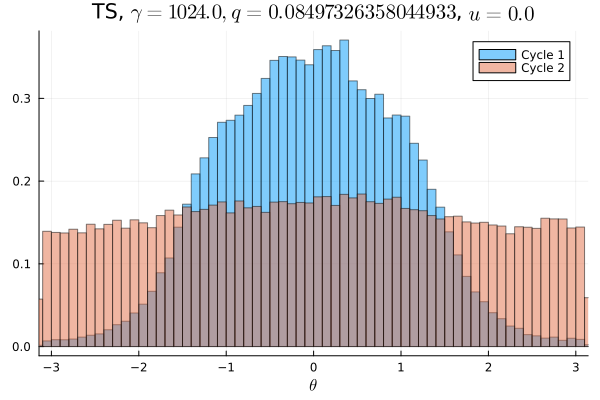 TS, γ = 1024.0, q = 0.08497326358044933, u = 0.0
Cycle 1
Cycle 2
0.3
0.2
0.1
0.0
−3 −2 −1 0 1 2 3
θ